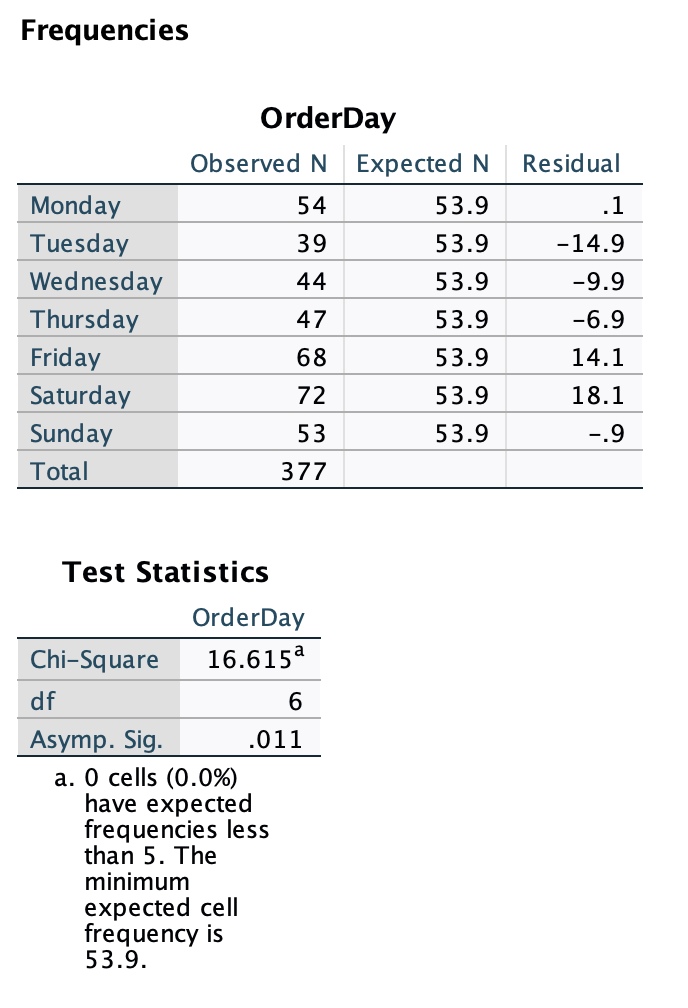 Frequencies
OrderDay
Observed N Expected N Residual
Monday 54 53.9 .1
Tuesday 39 53.9 -14.9
Wednesday 44 53.9 -9.9
Thursday 47 53.9 -6.9
Friday 68 53.9 14.1
Saturday 72 53.9 18.1
Sunday 53 53.9 -.9
Total 377
Test Statistics
OrderDay
Chi-Square 16.615a
df 6
Asymp. Sig. .011
a. 0 cells (0.0%)
have expected
frequencies less
than 5. The
minimum
expected cell
frequency is
53.9.